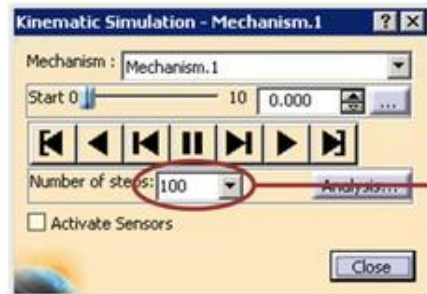 Kinematic Simulation - Mechanism.1
Mechanism : Mechanism.1
Start 0 10 0.000 ...
Number of steps: 100 Analysis...
Activate Sensors
Close